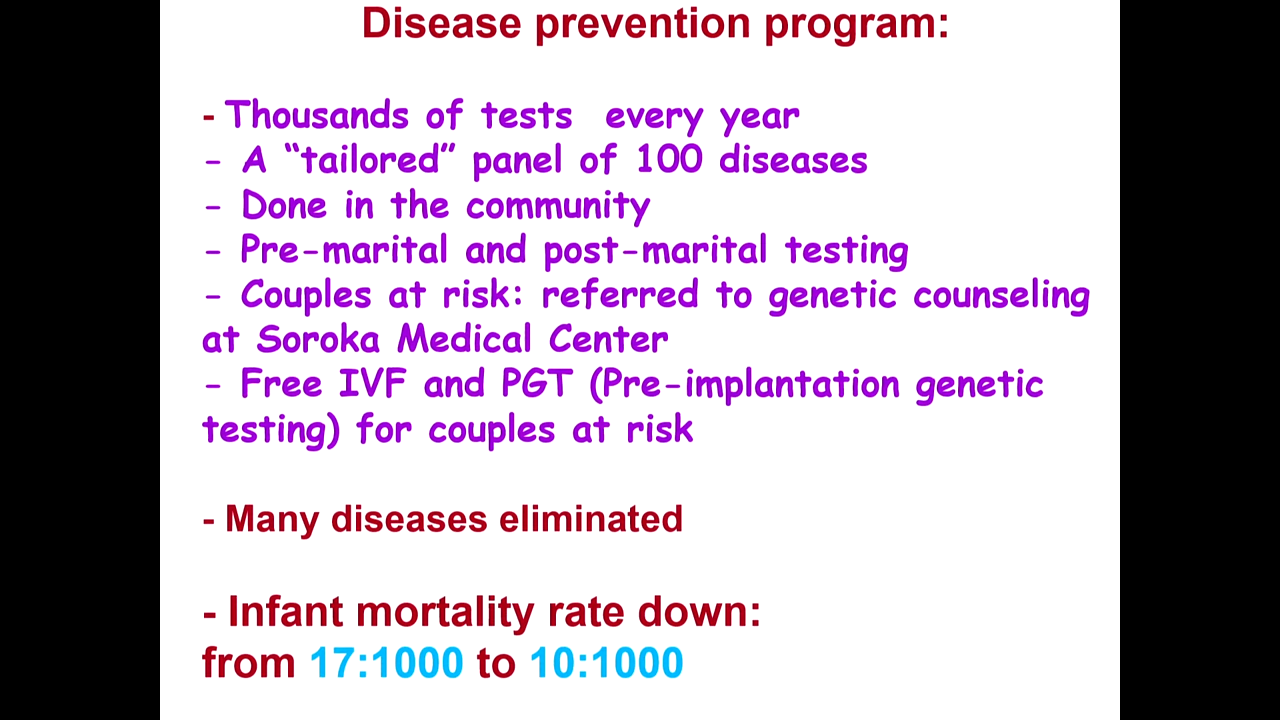 Disease prevention program:
- Thousands of tests  every year
- A “tailored” panel of 100 diseases
- Done in the community
- Pre-marital and post-marital testing
- Couples at risk: referred to genetic counseling
at Soroka Medical Center
- Free IVF and PGT (Pre-implantation genetic
testing) for couples at risk
- Many diseases eliminated
- Infant mortality rate down:
from 17:1000 to 10:1000